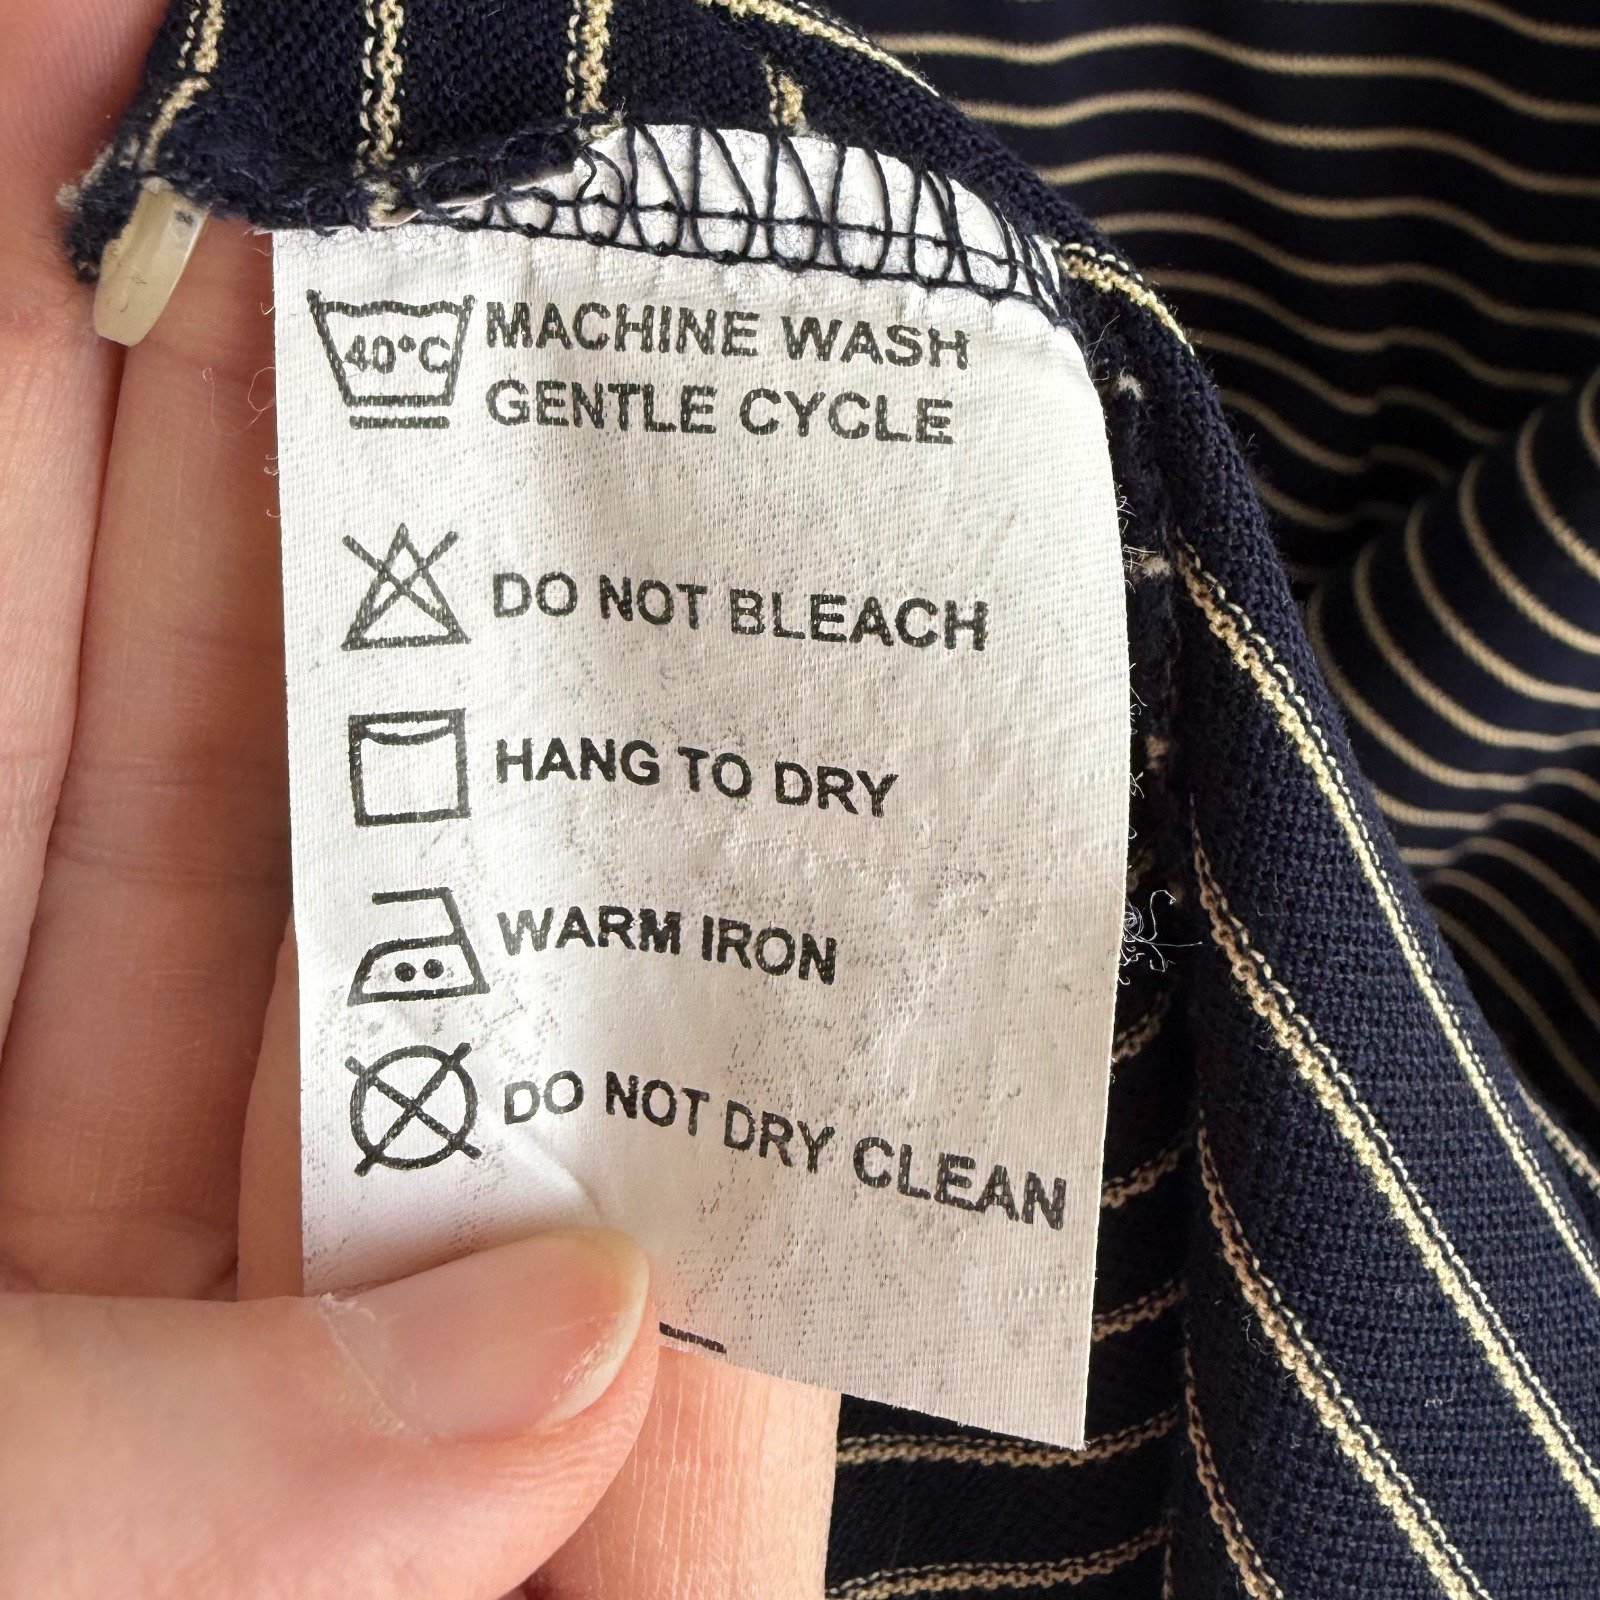 40°C MACHINE WASH
GENTLE CYCLE
DO NOT BLEACH
HANG TO DRY
WARM IRON
DO NOT DRY CLEAN